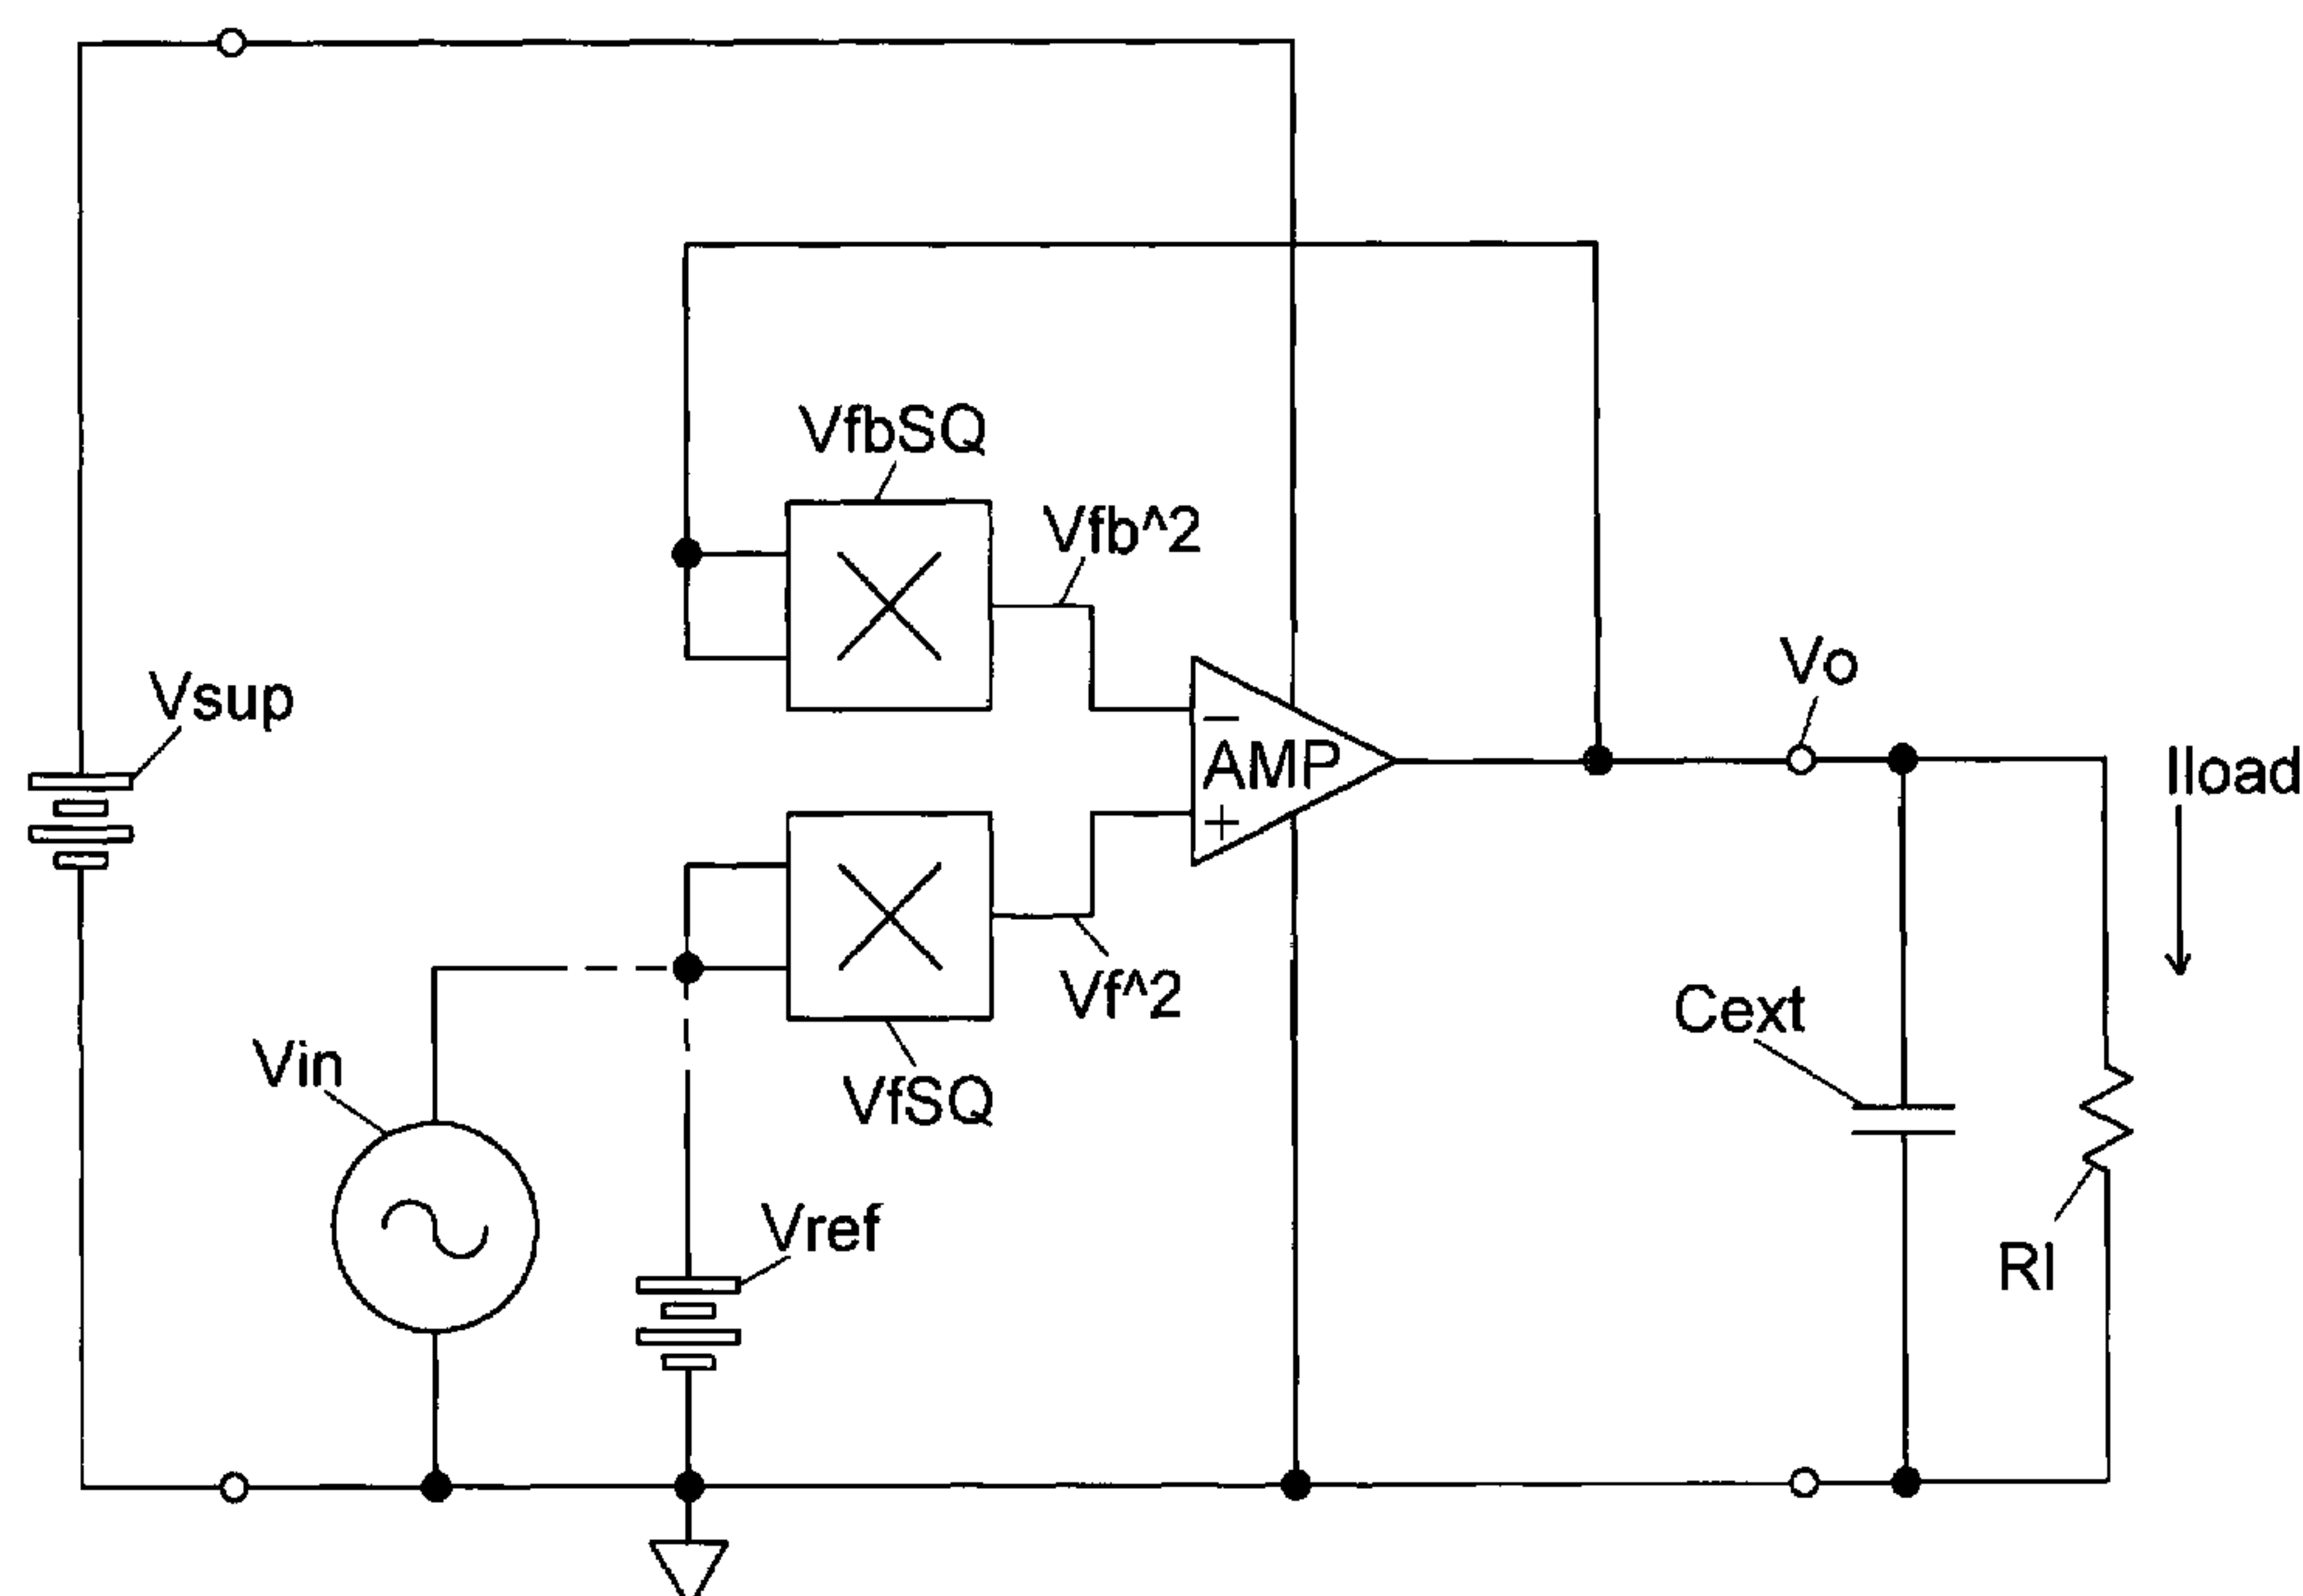 VfbSQ
Vfb^2
Vsup
Vo
− AMP +
Iload
Vf^2
Cext
Vin
VfSQ
Vref
Rl